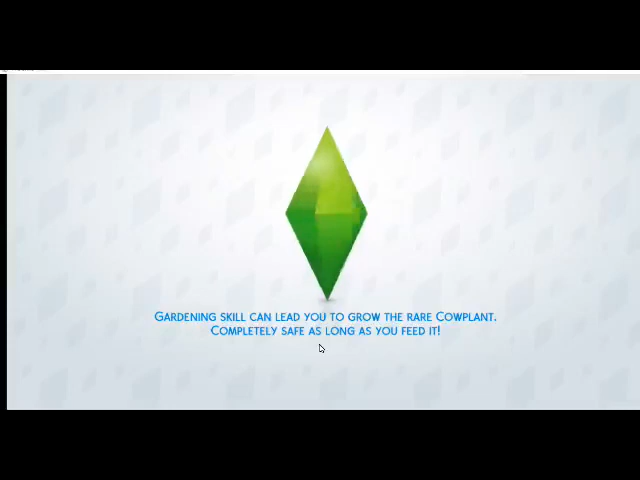 Gardening skill can lead you to grow the rare Cowplant.
Completely safe as long as you feed it!